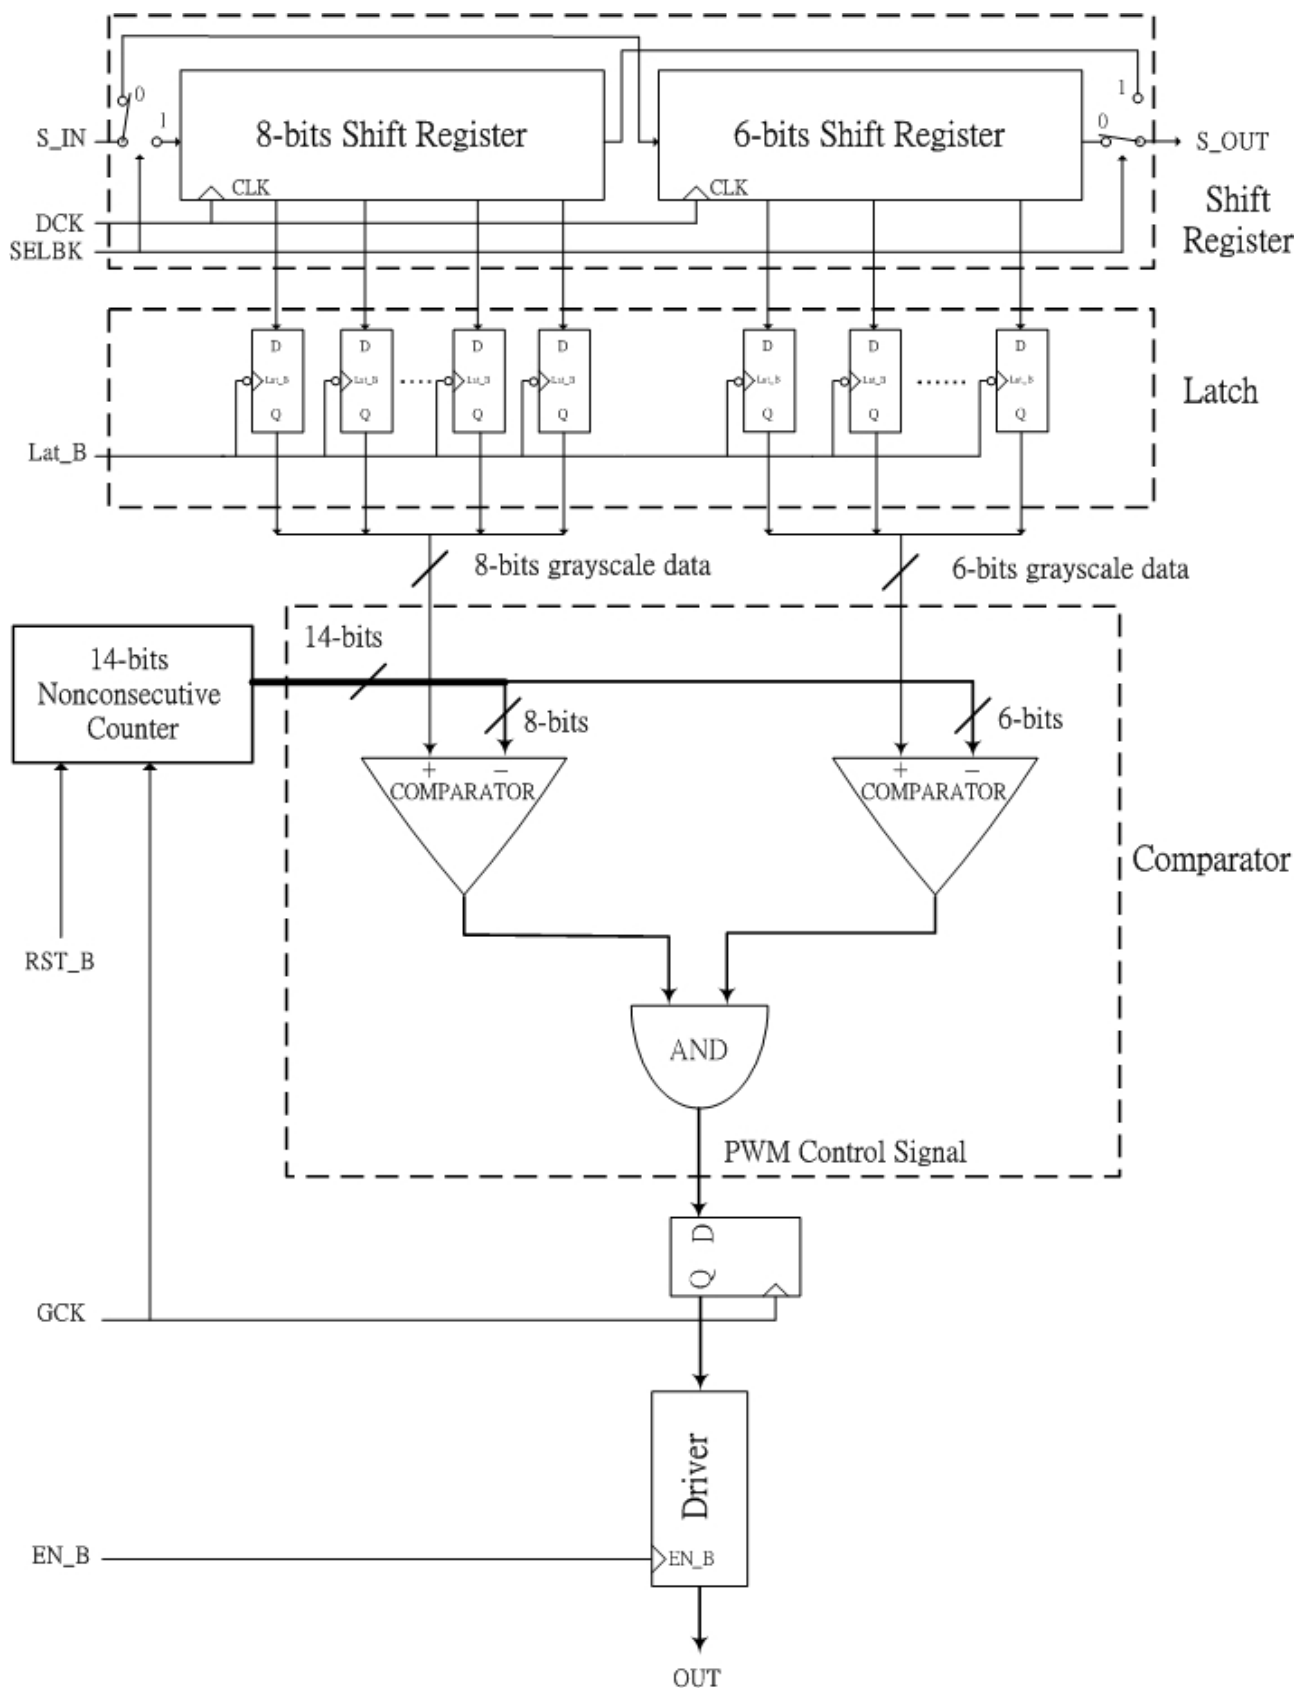 0
1
1
0
S_IN
8-bits Shift Register
6-bits Shift Register
S_OUT
CLK
CLK
DCK
SELBK
Shift
Register
D
D
D
D
D
D
D
Lat_B
Lat_B
Lat_B
Lat_B
Lat_B
Lat_B
Lat_B
Q
Q
Q
Q
Q
Q
Q
Latch
Lat_B
8-bits grayscale data
6-bits grayscale data
14-bits
Nonconsecutive
Counter
14-bits
8-bits
6-bits
+ −
COMPARATOR
+ −
COMPARATOR
Comparator
RST_B
AND
PWM Control Signal
D
Q
GCK
Driver
EN_B
EN_B
OUT